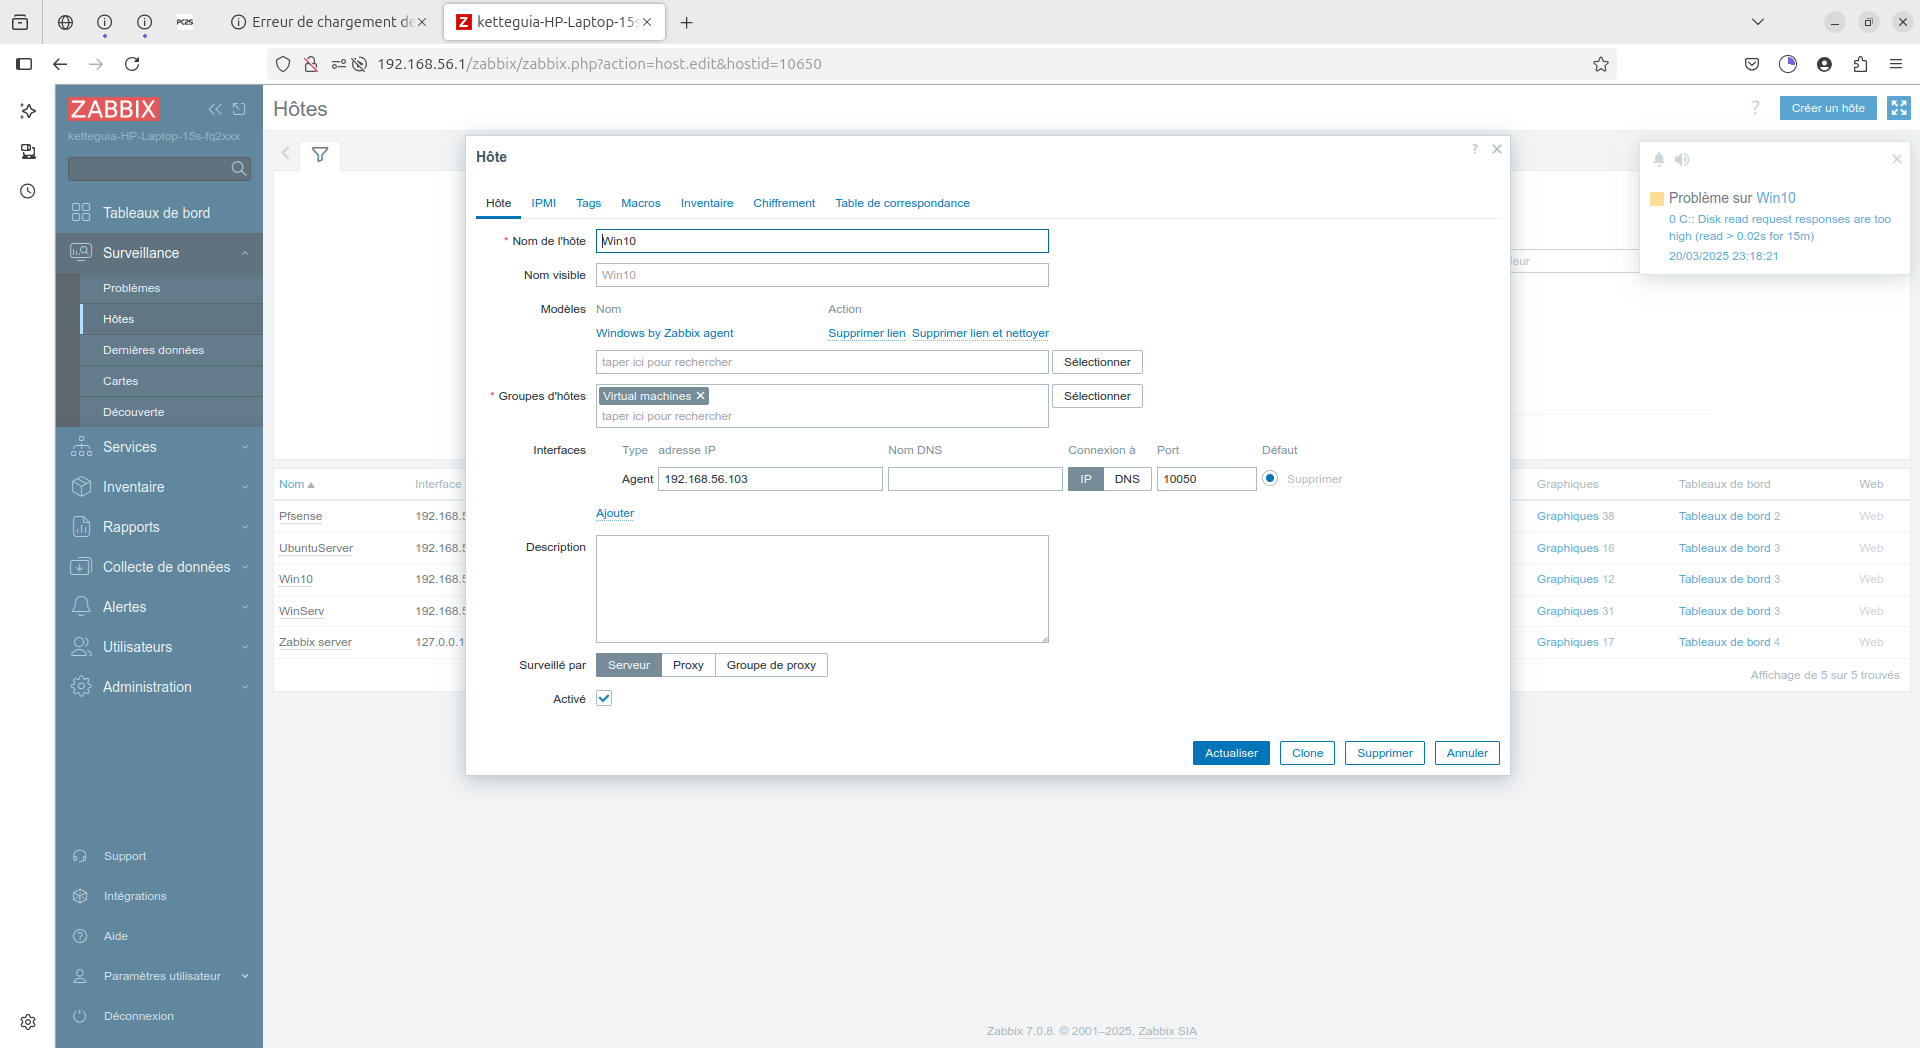 PC2S
Erreur de chargement de
Z ketteguia-HP-Laptop-15s
192.168.56.1/zabbix/zabbix.php?action=host.edit&hostid=10650
ZABBIX
ketteguia-HP-Laptop-15s-fq2xxx
Tableaux de bord
Surveillance
Problèmes
Hôtes
Dernières données
Cartes
Découverte
Services
Inventaire
Rapports
Collecte de données
Alertes
Utilisateurs
Administration
Support
Intégrations
Aide
Paramètres utilisateur
Déconnexion
Hôtes
? Créer un hôte
Hôte
?
Hôte IPMI Tags Macros Inventaire Chiffrement Table de correspondance
* Nom de l'hôte Win10
Nom visible Win10
Modèles Nom Action
Windows by Zabbix agent Supprimer lien Supprimer lien et nettoyer
taper ici pour rechercher Sélectionner
* Groupes d'hôtes Virtual machines Sélectionner
taper ici pour rechercher
Interfaces Type adresse IP Nom DNS Connexion à Port Défaut
Agent 192.168.56.103 IP DNS 10050 Supprimer
Ajouter
Description
Surveillé par Serveur Proxy Groupe de proxy
Activé
Actualiser Clone Supprimer Annuler
Problème sur Win10
0 C:: Disk read request responses are too
high (read > 0.02s for 15m)
20/03/2025 23:18:21
eur
Nom Interface Graphiques Tableaux de bord Web
Pfsense 192.168.5 Graphiques 38 Tableaux de bord 2 Web
UbuntuServer 192.168.5 Graphiques 16 Tableaux de bord 3 Web
Win10 192.168.5 Graphiques 12 Tableaux de bord 3 Web
WinServ 192.168.5 Graphiques 31 Tableaux de bord 3 Web
Zabbix server 127.0.0.1 Graphiques 17 Tableaux de bord 4 Web
Affichage de 5 sur 5 trouvés
Zabbix 7.0.8. © 2001–2025, Zabbix SIA